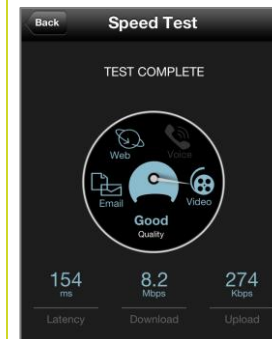 Back
Speed Test
TEST COMPLETE
Web
Voice
Email
Video
Good
Quality
154
8.2
274
ms
Mbps
Kbps
Latency
Download
Upload